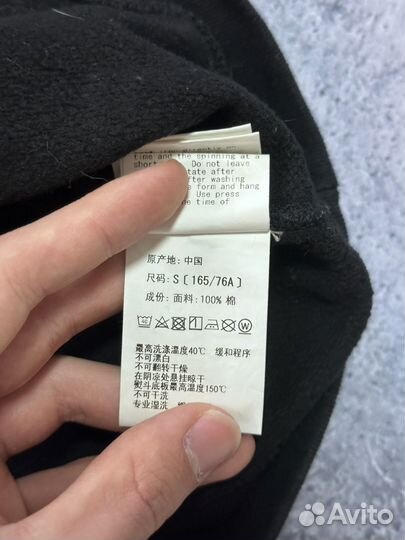 time and the spinning at a
short Do not leave
tate after
fter washing
e form and hang
Use press
e time of
原产地:中国
尺码: S〔165/76A〕
成份: 面料:100% 棉
最高洗涤温度40℃ 缓和程序
不可漂白
不可翻转干燥
在阴凉处悬挂晾干
熨斗底板最高温度150℃
不可干洗
专业湿洗
Avito